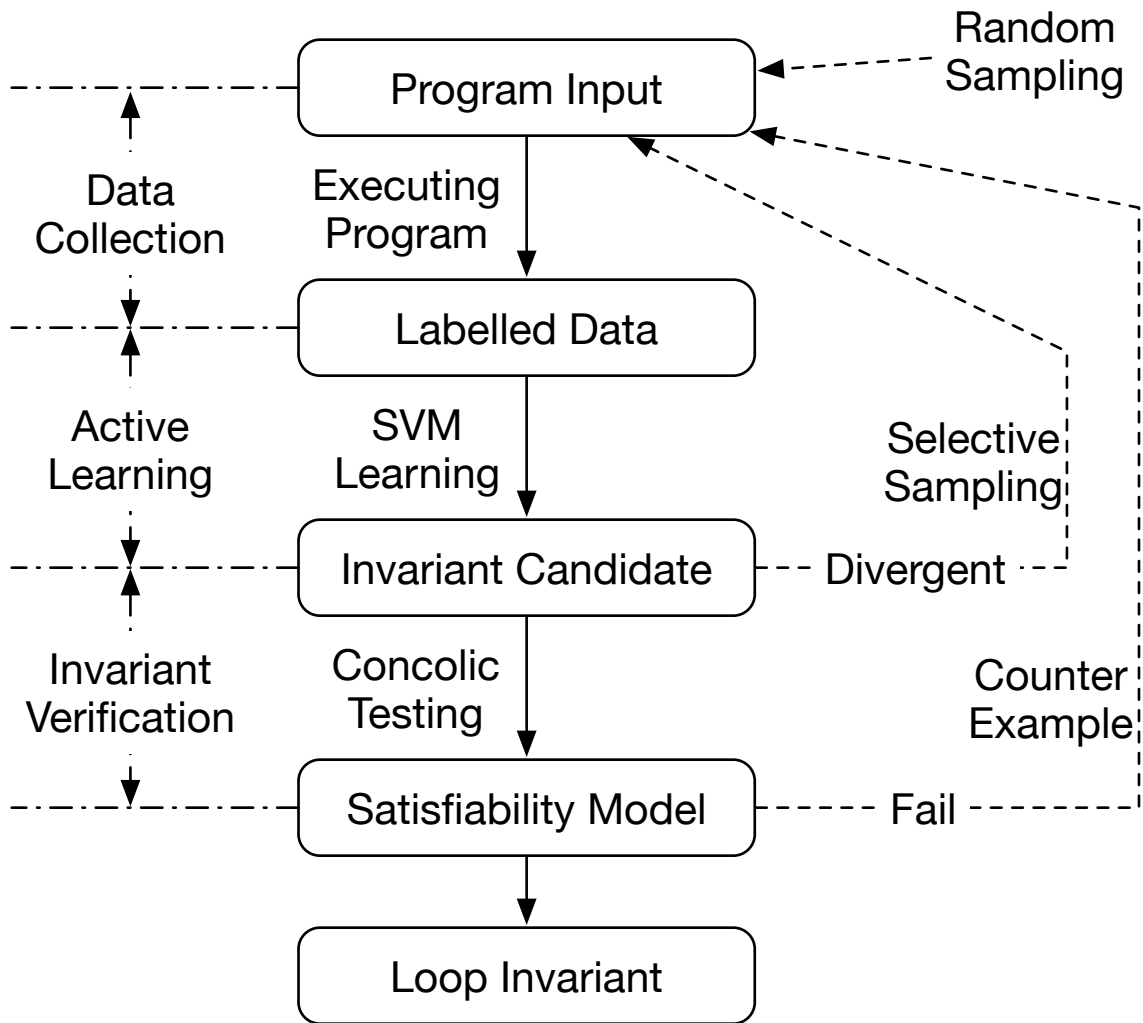 Random
Sampling
Program Input
Data
Collection
Executing
Program
Labelled Data
Active
Learning
SVM
Learning
Selective
Sampling
Invariant Candidate
Divergent
Invariant
Verification
Concolic
Testing
Counter
Example
Satisfiability Model
Fail
Loop Invariant